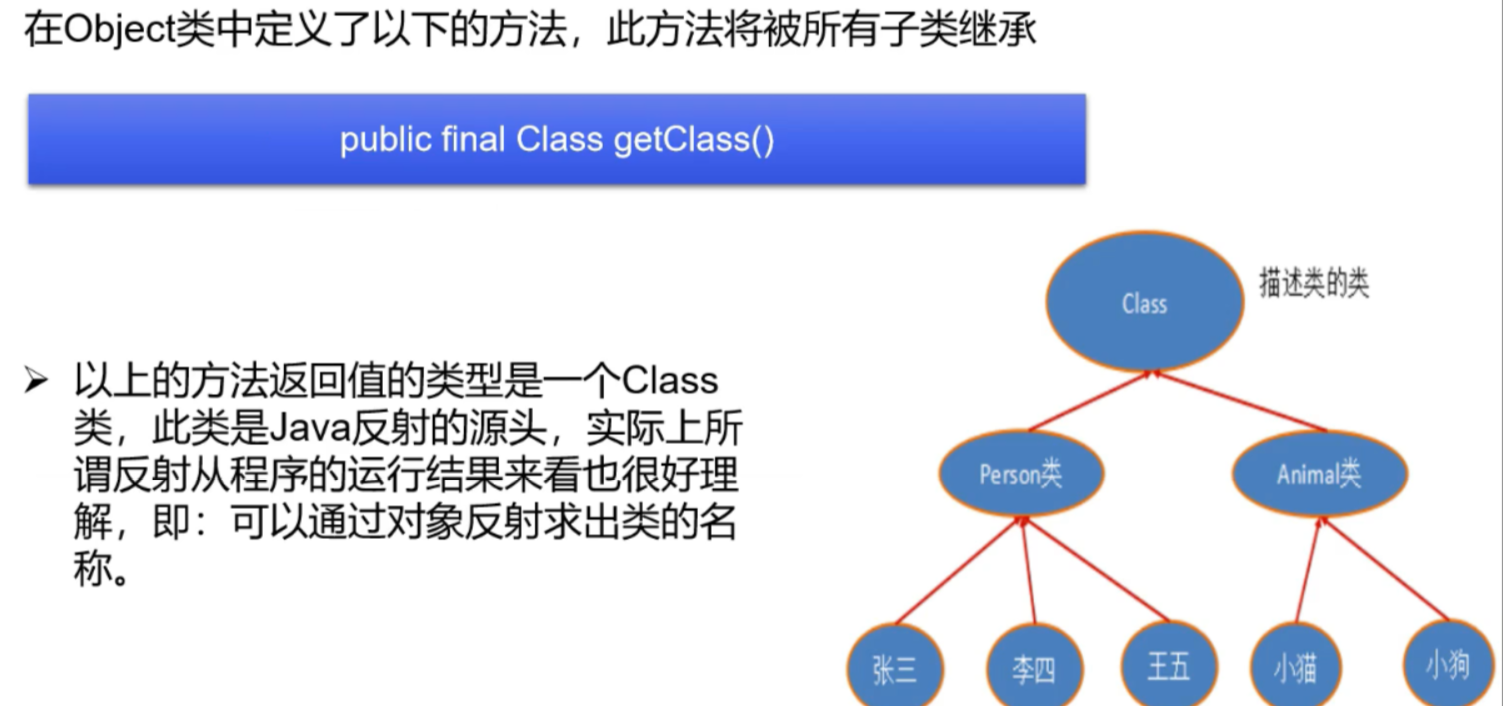 在Object类中定义了以下的方法，此方法将被所有子类继承
public final Class getClass()
Class
描述类的类
➢ 以上的方法返回值的类型是一个Class
类，此类是Java反射的源头，实际上所
谓反射从程序的运行结果来看也很好理
解，即：可以通过对象反射求出类的名
称。
Person类
Animal类
张三
李四
王五
小猫
小狗